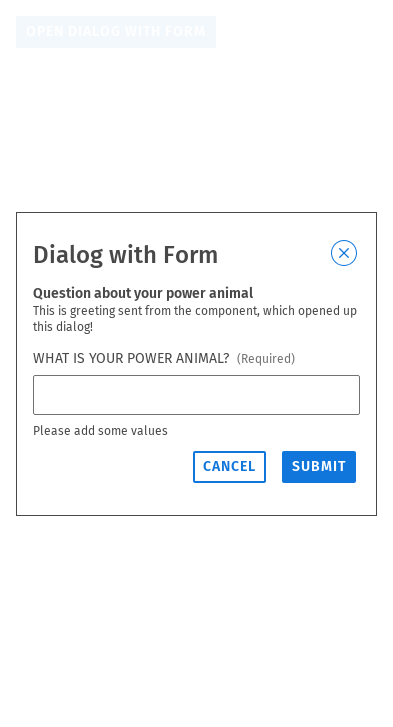 OPEN DIALOG WITH FORM
Dialog with Form
Question about your power animal
This is greeting sent from the component, which opened up
this dialog!
WHAT IS YOUR POWER ANIMAL? (Required)
Please add some values
CANCEL SUBMIT